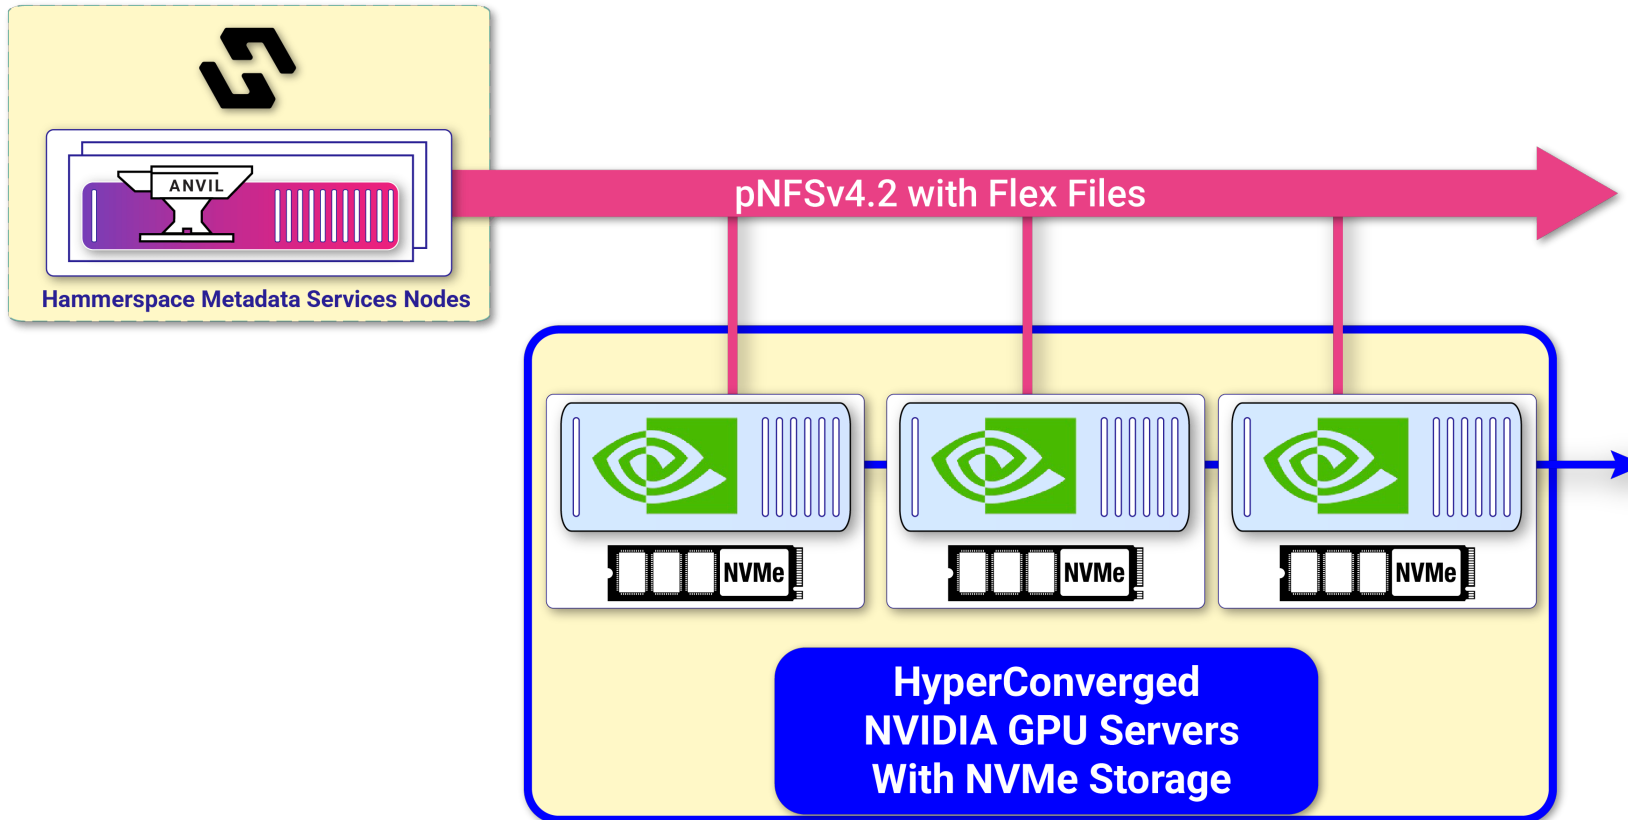 ANVIL
Hammerspace Metadata Services Nodes
pNFSv4.2 with Flex Files
NVMe
NVMe
NVMe
HyperConverged
NVIDIA GPU Servers
With NVMe Storage